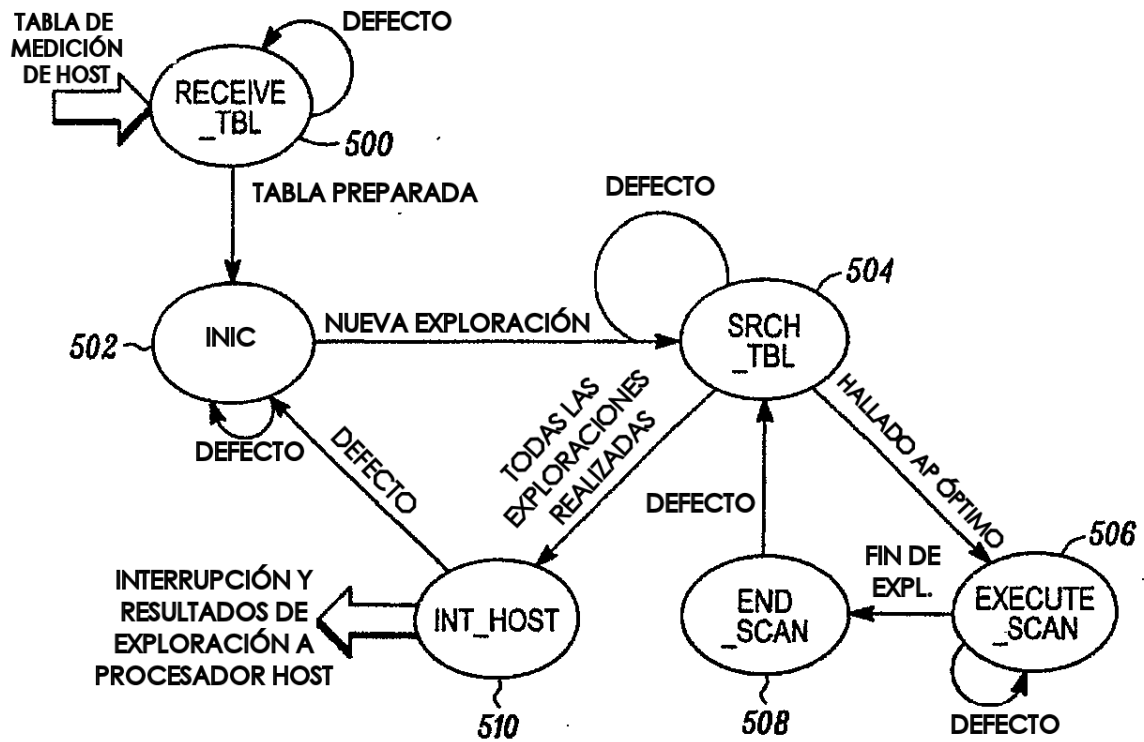 TABLA DE
MEDICIÓN
DE HOST
DEFECTO
RECEIVE
_TBL
500
TABLA PREPARADA
DEFECTO
504
INIC
502
NUEVA EXPLORACIÓN
SRCH
_TBL
DEFECTO
DEFECTO
TODAS LAS
EXPLORACIONES
REALIZADAS
HALLADO AP ÓPTIMO
DEFECTO
506
FIN DE
EXPL.
INTERRUPCIÓN Y
RESULTADOS DE
EXPLORACIÓN A
PROCESADOR HOST
INT_HOST
END
_SCAN
EXECUTE
_SCAN
510
508
DEFECTO